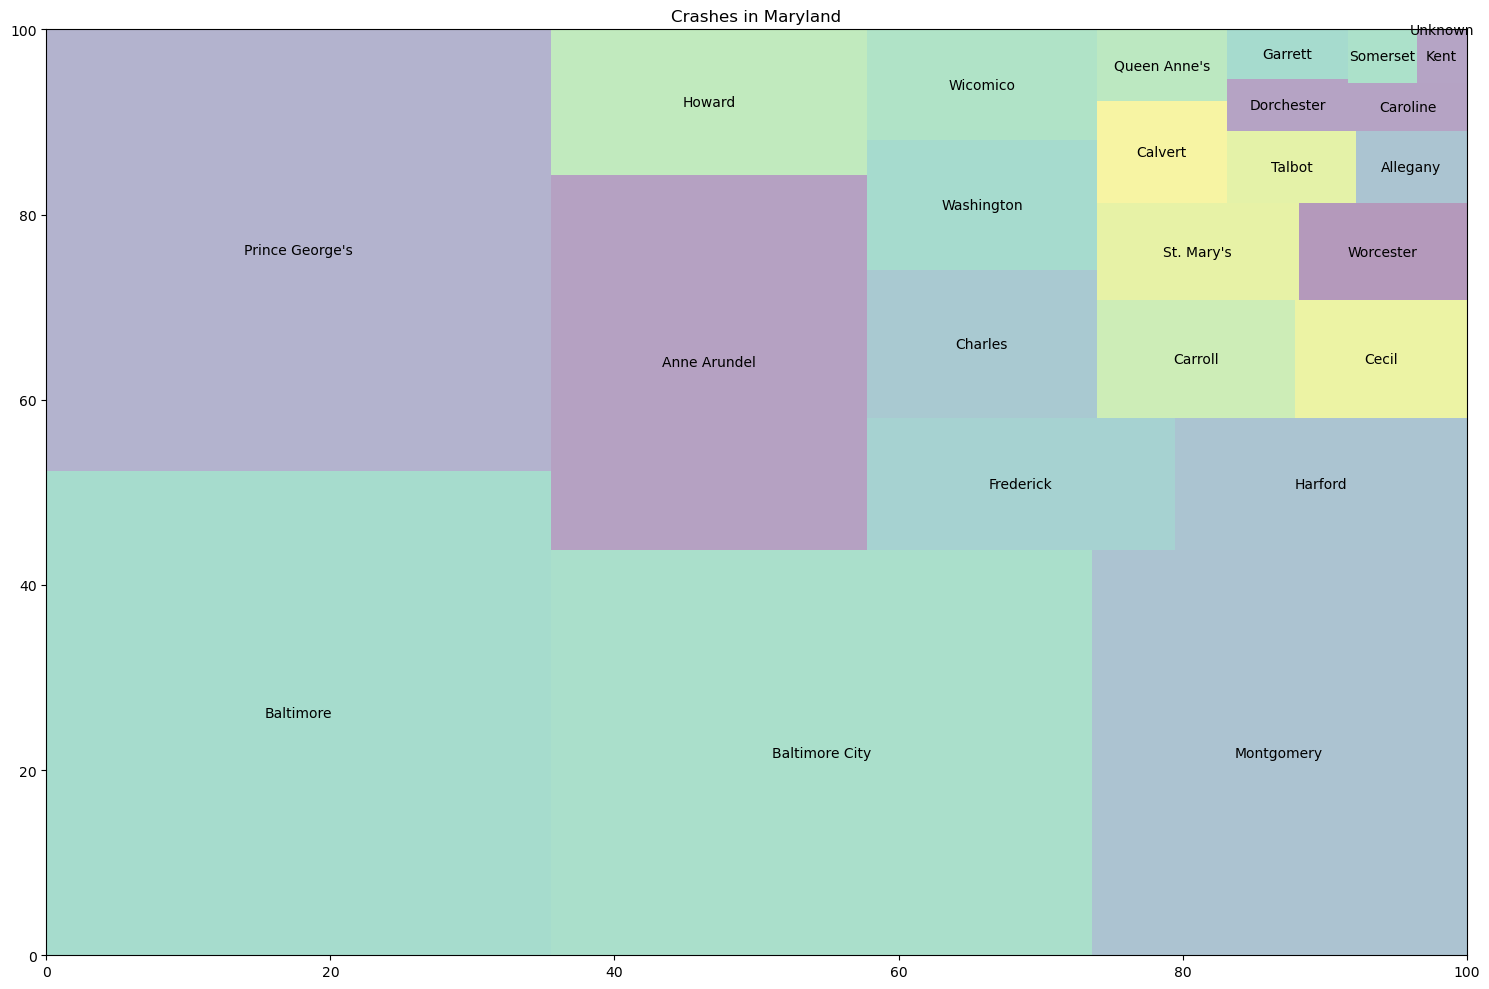 Crashes in Maryland
100
Unknown
Garrett
Somerset
Kent
Queen Anne's
Wicomico
Howard
Dorchester
Caroline
Calvert
Talbot
Allegany
Washington
80
Prince George's
St. Mary's
Worcester
Charles
Anne Arundel
Carroll
Cecil
60
Frederick
Harford
40
Baltimore
Baltimore City
Montgomery
20
0
0
20
40
60
80
100